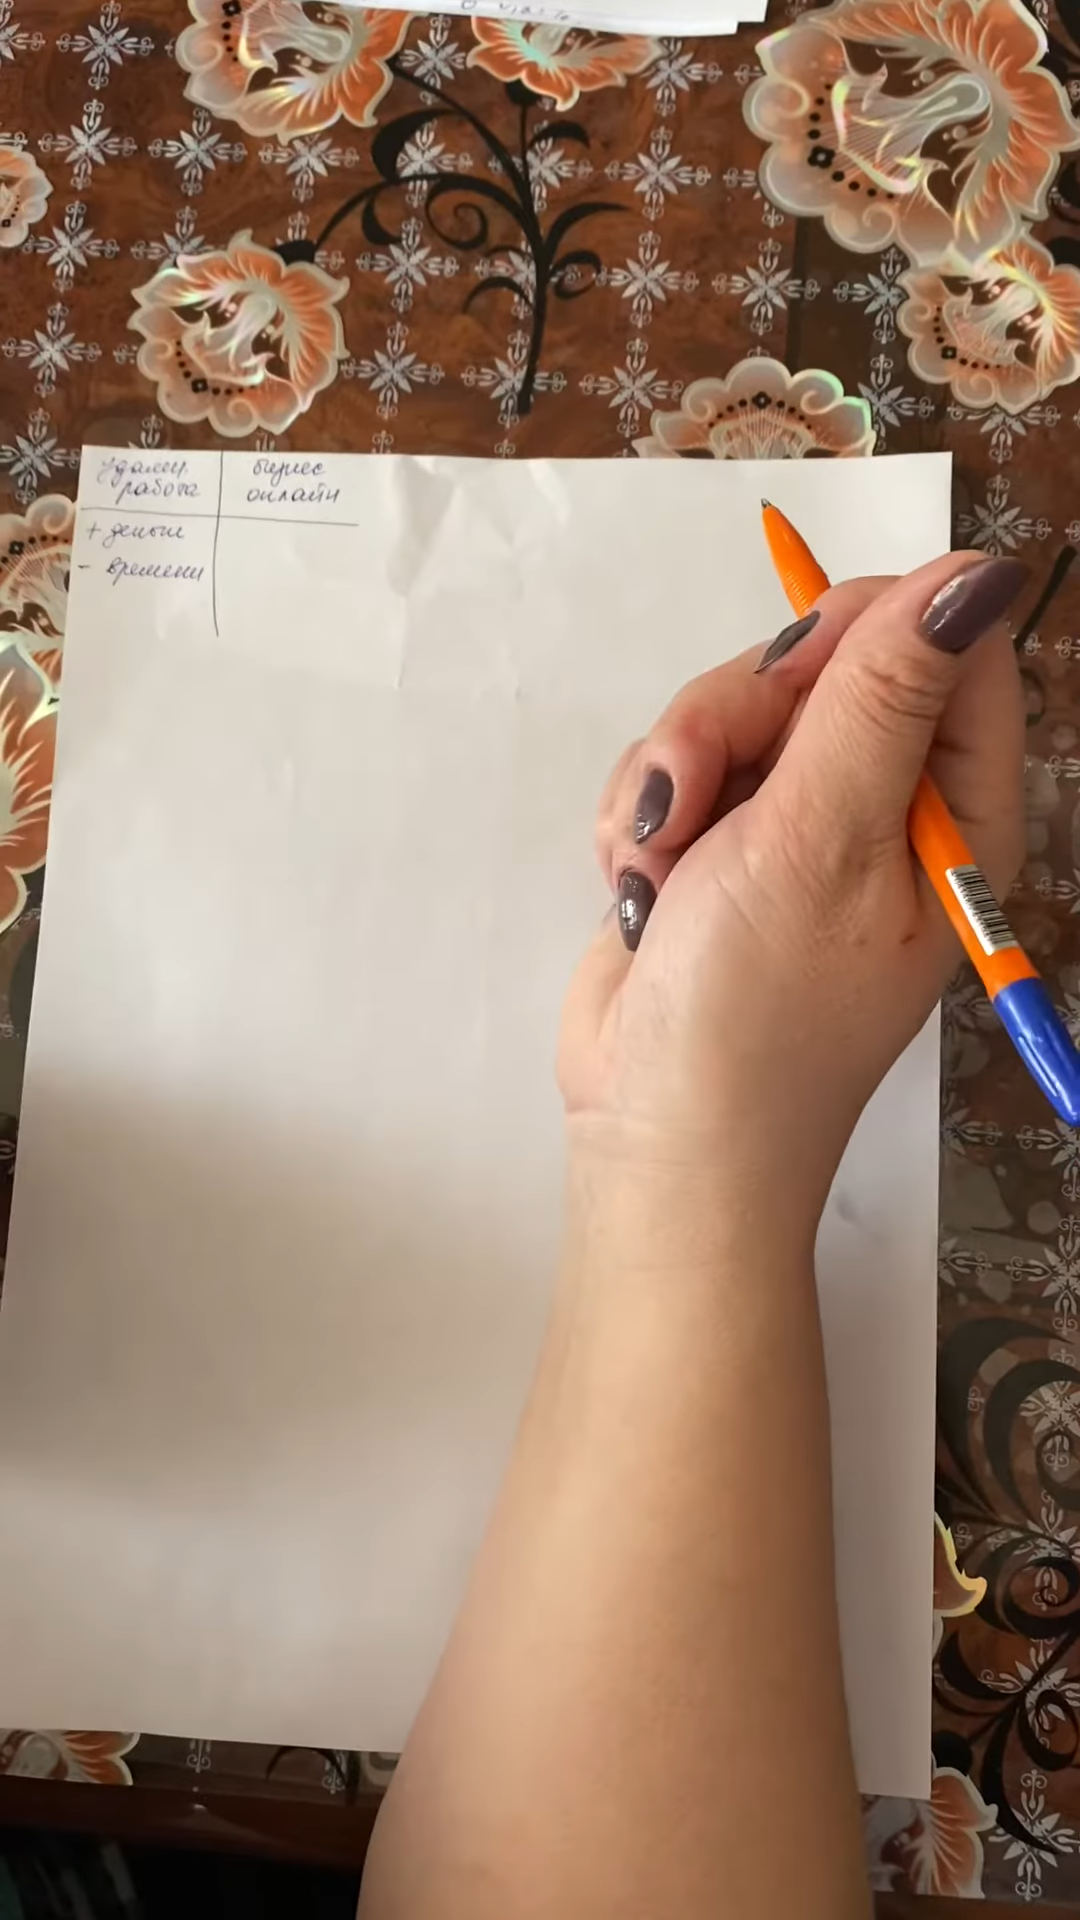 удален. бизнес
работа онлайн
+ деньги
- времени